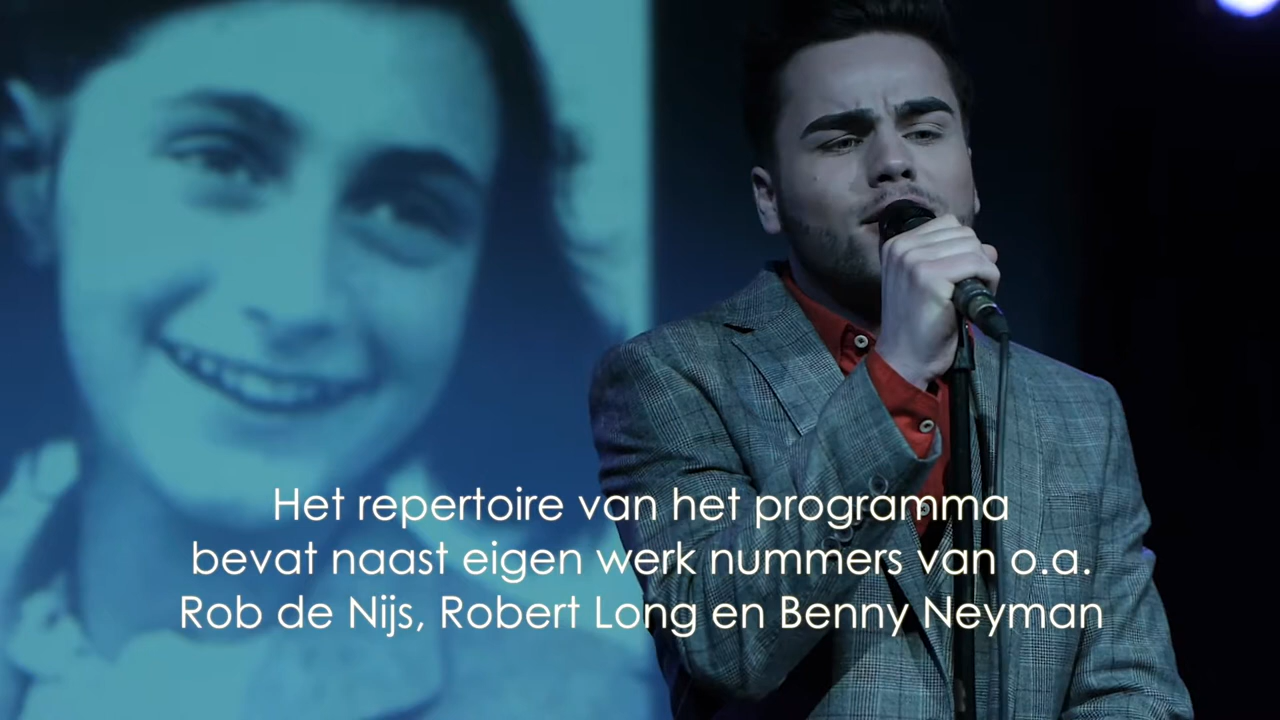 Het repertoire van het programma
bevat naast eigen werk nummers van o.a.
Rob de Nijs, Robert Long en Benny Neyman